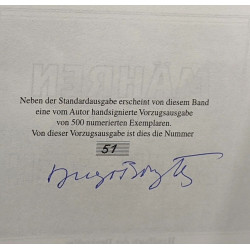 Neben der Standardausgabe erscheint von diesem Band
eine vom Autor handsignierte Vorzugsausgabe
von 500 numerierten Exemplaren.
Von dieser Vorzugsausgabe ist dies die Nummer
51